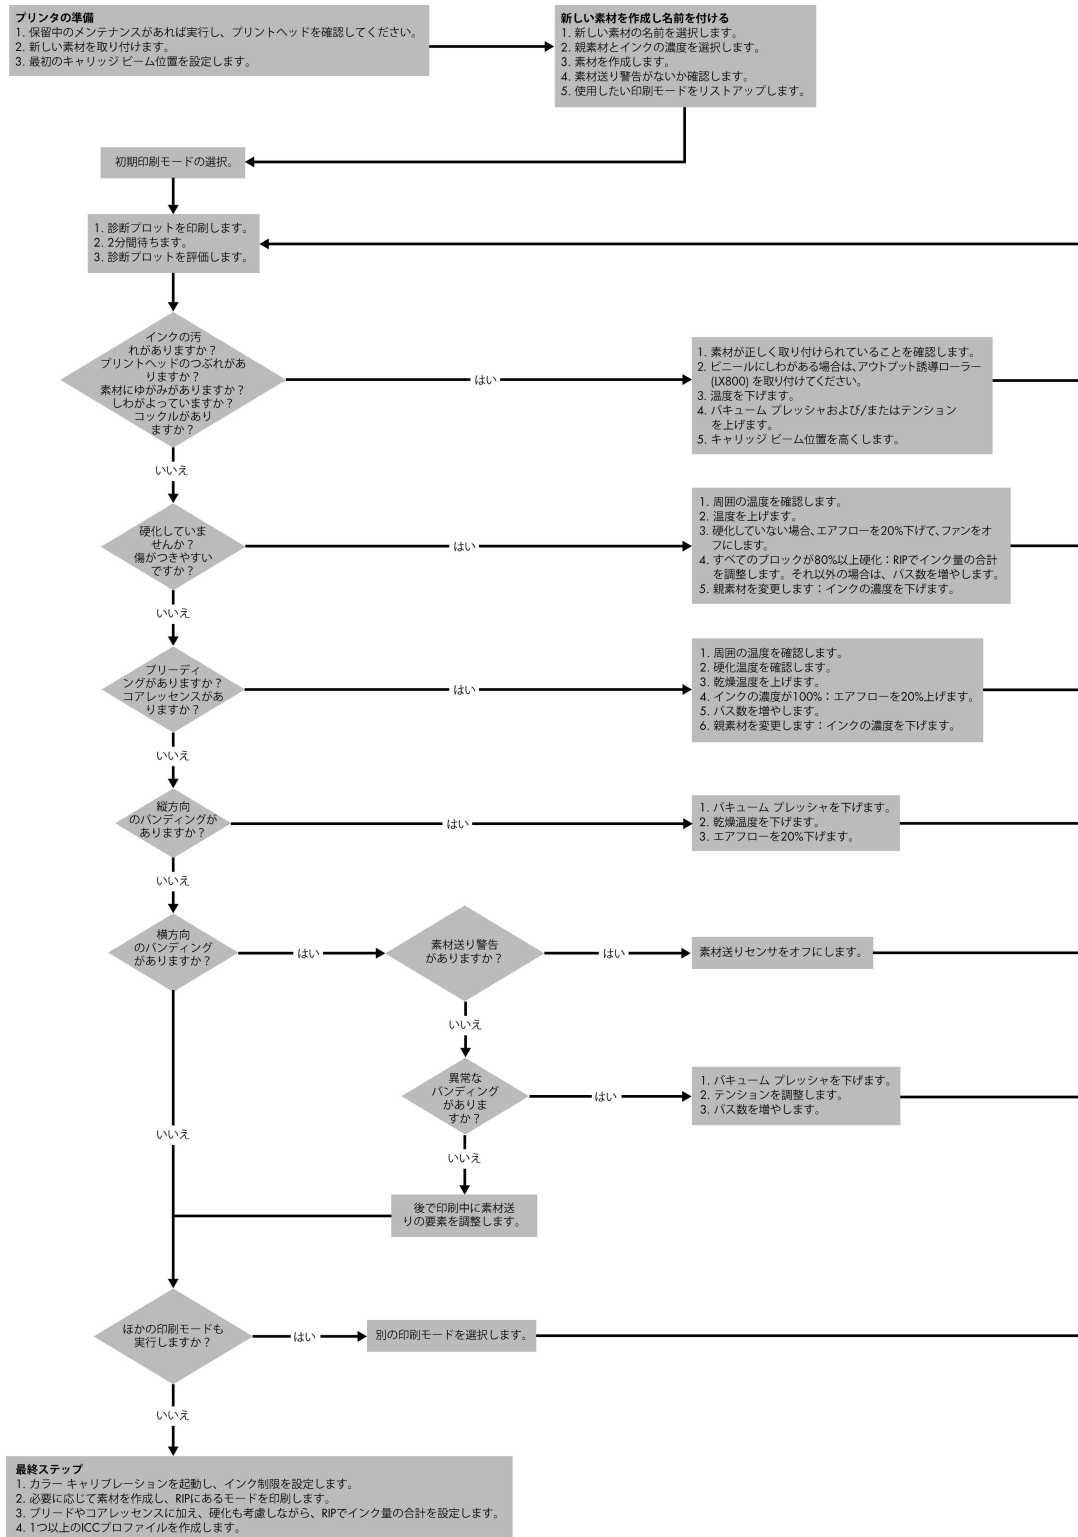 プリンタの準備
1. 保留中のメンテナンスがあれば実行し、プリントヘッドを確認してください。
2. 新しい素材を取り付けます。
3. 最初のキャリッジ ビーム位置を設定します。
新しい素材を作成し名前を付ける
1. 新しい素材の名前を選択します。
2. 親素材とインクの濃度を選択します。
3. 素材を作成します。
4. 素材送り警告がないか確認します。
5. 使用したい印刷モードをリストアップします。
初期印刷モードの選択。
1. 診断プロットを印刷します。
2. 2分間待ちます。
3. 診断プロットを評価します。
インクの汚
れがありますか？
プリントヘッドのつぶれがあ
りますか？
素材にゆがみがありますか？
しわがよっていますか？
コックルがあり
ますか？
はい
1. 素材が正しく取り付けられていることを確認します。
2. ビニールにしわがある場合は、アウトプット誘導ローラー
(LX800) を取り付けてください。
3. 温度を下げます。
4. バキューム プレッシャおよび/またはテンション
を上げます。
5. キャリッジ ビーム位置を高くします。
いいえ
硬化していま
せんか？
傷がつきやすい
ですか？
はい
1. 周囲の温度を確認します。
2. 温度を上げます。
3. 硬化していない場合、エアフローを20%下げて、ファンをオ
フにします。
4. すべてのブロックが80%以上硬化：RIPでインク量の合計
を調整します。それ以外の場合は、パス数を増やします。
5. 親素材を変更します：インクの濃度を下げます。
いいえ
ブリーディ
ングがありますか？
コアレッセンスがあ
りますか？
はい
1. 周囲の温度を確認します。
2. 硬化温度を確認します。
3. 乾燥温度を上げます。
4. インクの濃度が100%：エアフローを20%上げます。
5. パス数を増やします。
6. 親素材を変更します：インクの濃度を下げます。
いいえ
縦方向
のバンディングが
ありますか？
はい
1. バキューム プレッシャを下げます。
2. 乾燥温度を下げます。
3. エアフローを20%下げます。
いいえ
横方向
のバンディング
がありますか？
はい
素材送り警告
がありますか？
はい
素材送りセンサをオフにします。
いいえ
異常な
バンディング
がありま
すか？
はい
1. バキューム プレッシャを下げます。
2. テンションを調整します。
3. パス数を増やします。
いいえ
いいえ
後で印刷中に素材送
りの要素を調整します。
ほかの印刷モードも
実行しますか？
はい
別の印刷モードを選択します。
いいえ
最終ステップ
1. カラー キャリブレーションを起動し、インク制限を設定します。
2. 必要に応じて素材を作成し、RIPにあるモードを印刷します。
3. ブリードやコアレッセンスに加え、硬化も考慮しながら、RIPでインク量の合計を設定します。
4. 1つ以上のICCプロファイルを作成します。